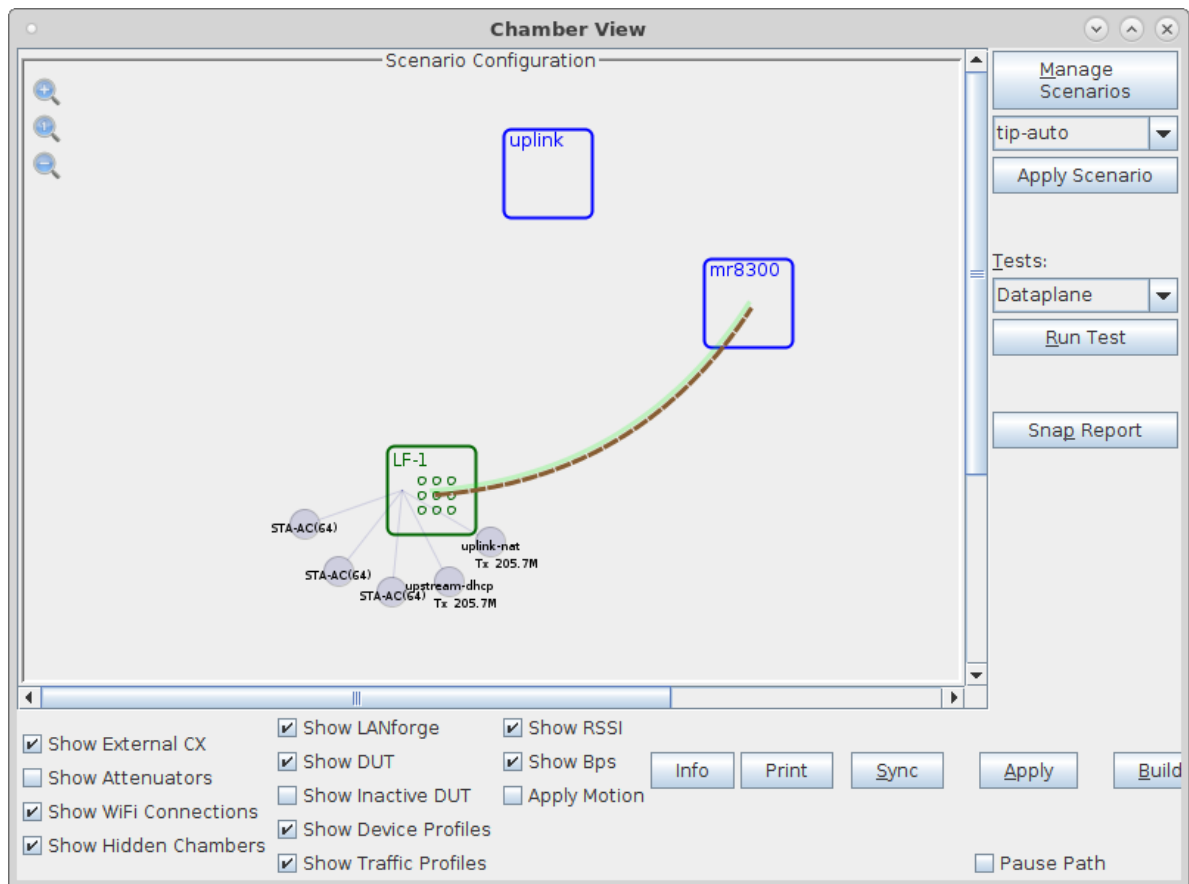 Chamber View
Scenario Configuration
uplink
mr8300
LF-1
STA-AC(64)
STA-AC(64)
STA-AC(64)
upstream-dhcp
Tx 205.7M
uplink-nat
Tx 205.7M
Manage
Scenarios
tip-auto
Apply Scenario
Tests:
Dataplane
Run Test
Snap Report
Show External CX
Show Attenuators
Show WiFi Connections
Show Hidden Chambers
Show LANforge
Show DUT
Show Inactive DUT
Show Device Profiles
Show Traffic Profiles
Show RSSI
Show Bps
Apply Motion
Info
Print
Sync
Apply
Build
Pause Path